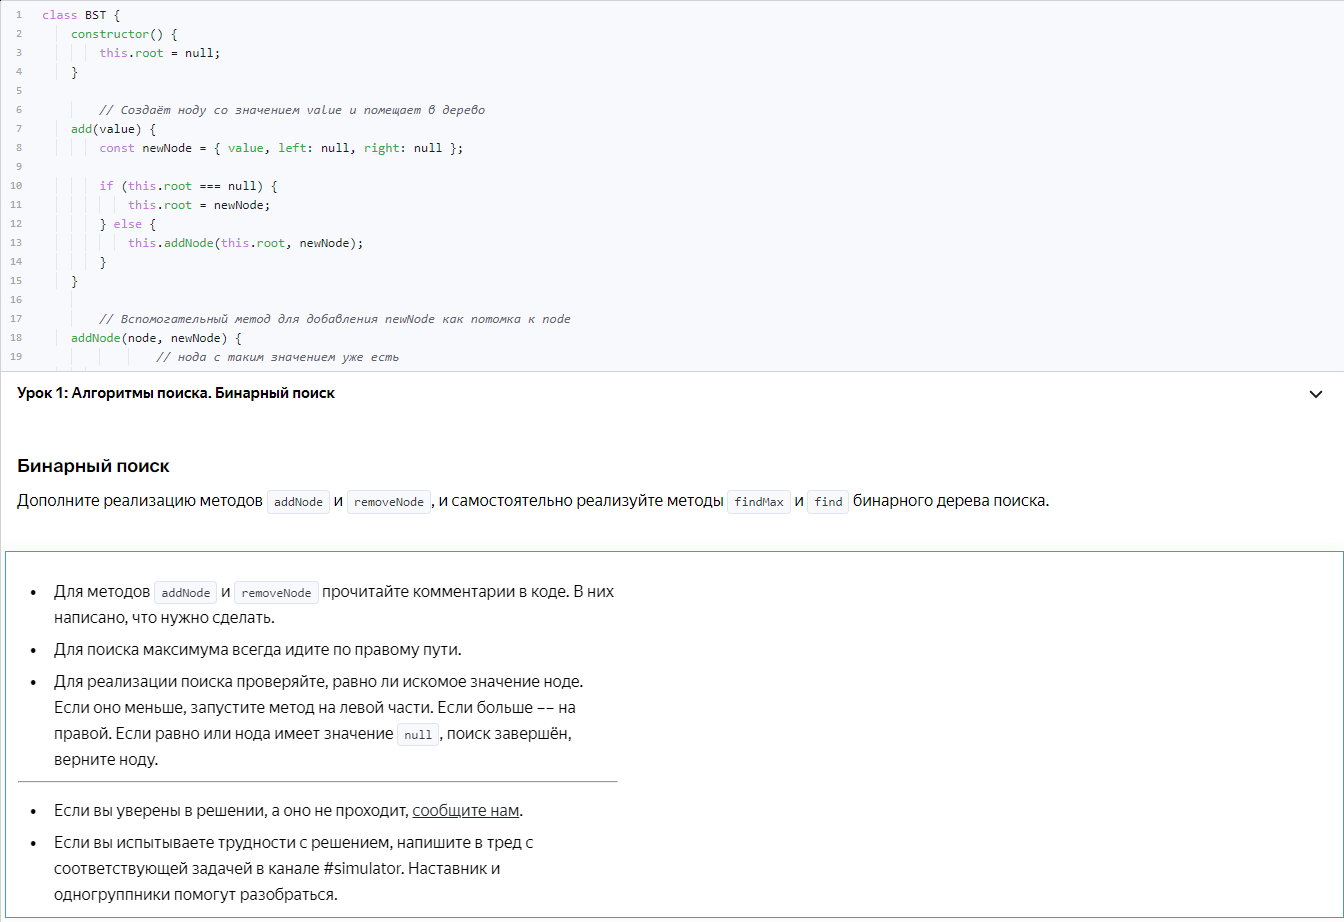 1 class BST {
2 constructor() {
3 this.root = null;
4 }
5
6 // Создаёт ноду со значением value и помещает в дерево
7 add(value) {
8 const newNode = { value, left: null, right: null };
9
10 if (this.root === null) {
11 this.root = newNode;
12 } else {
13 this.addNode(this.root, newNode);
14 }
15 }
16
17 // Вспомогательный метод для добавления newNode как потомка к node
18 addNode(node, newNode) {
19 // нода с таким значением уже есть
Урок 1: Алгоритмы поиска. Бинарный поиск
Бинарный поиск
Дополните реализацию методов addNode и removeNode, и самостоятельно реализуйте методы findMax и find бинарного дерева поиска.
• Для методов addNode и removeNode прочитайте комментарии в коде. В них
написано, что нужно сделать.
• Для поиска максимума всегда идите по правому пути.
• Для реализации поиска проверяйте, равно ли искомое значение ноде.
Если оно меньше, запустите метод на левой части. Если больше -- на
правой. Если равно или нода имеет значение null, поиск завершён,
верните ноду.
• Если вы уверены в решении, а оно не проходит, сообщите нам.
• Если вы испытываете трудности с решением, напишите в тред с
соответствующей задачей в канале #simulator. Наставник и
одногруппники помогут разобраться.